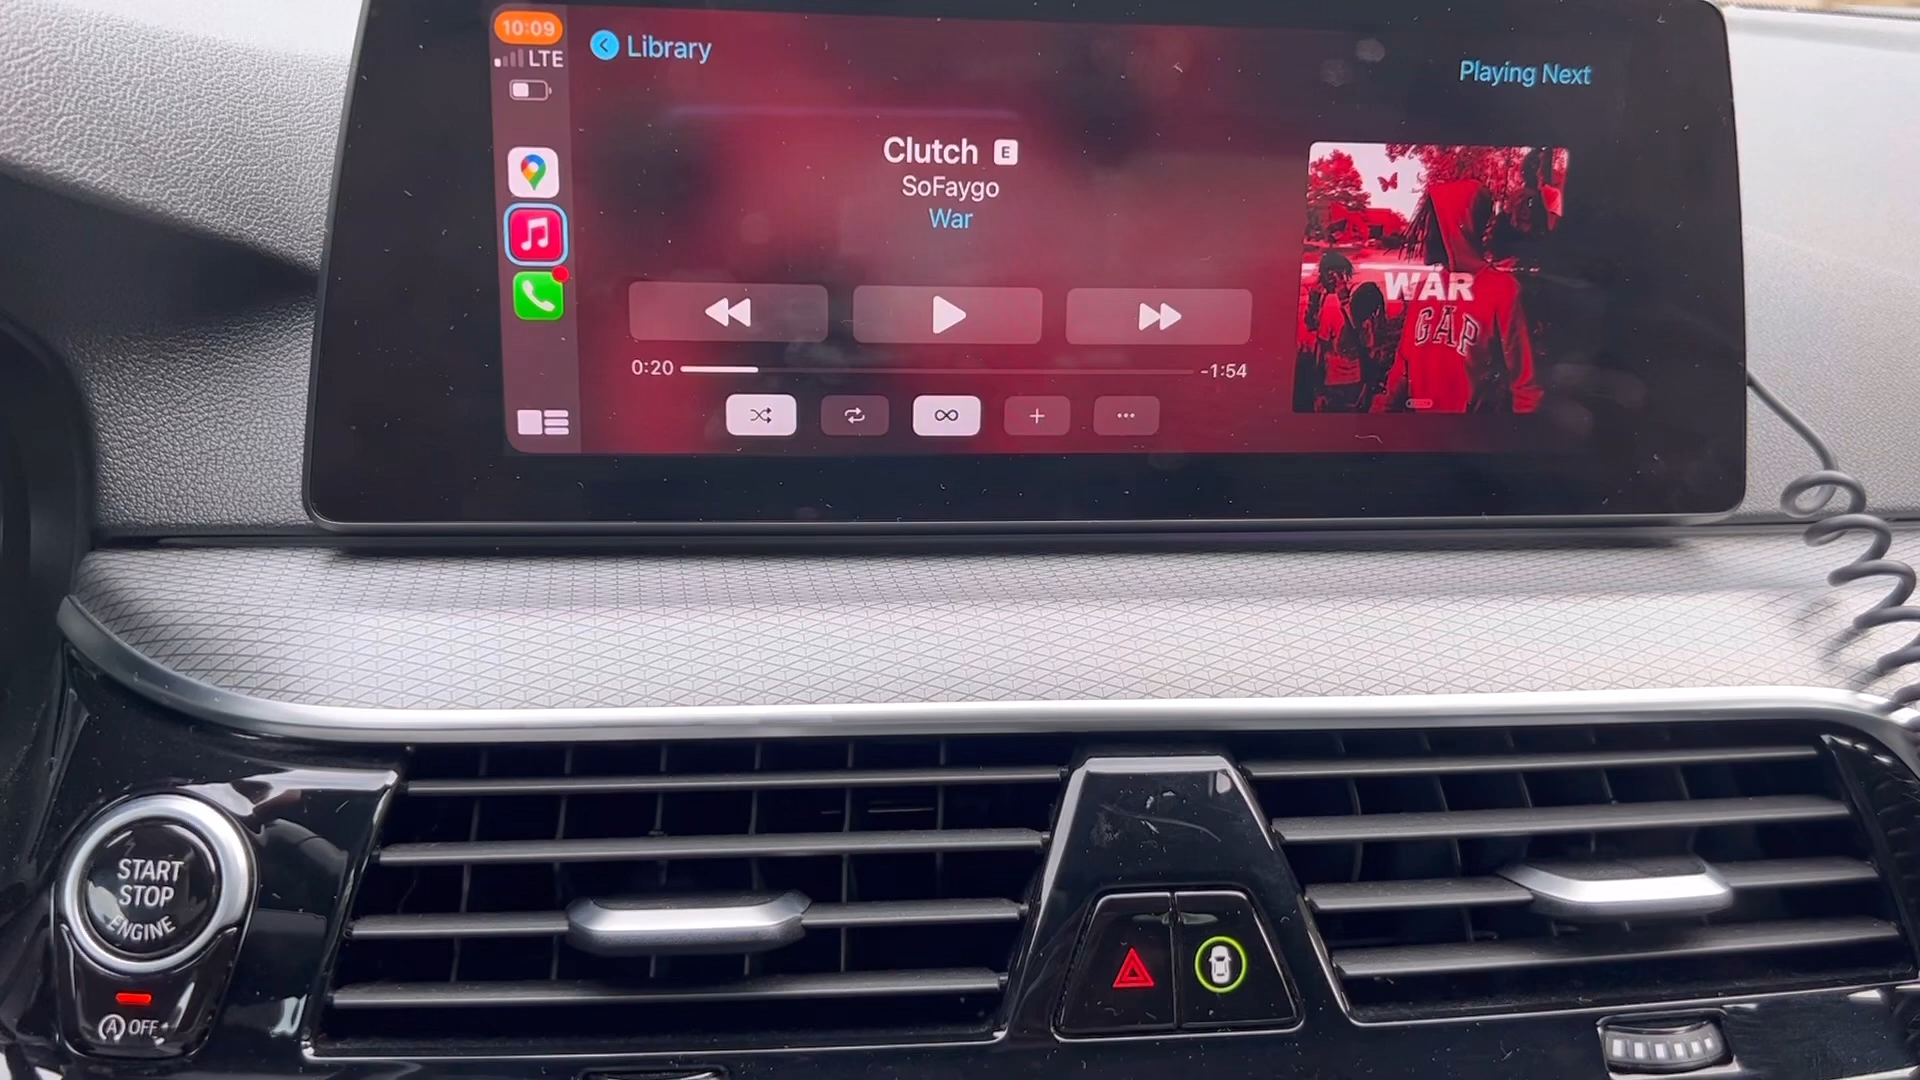 10:09
LTE
Library
Playing Next
Clutch E
SoFaygo
War
WAR
GAP
0:20
-1:54
START
STOP
ENGINE
A OFF